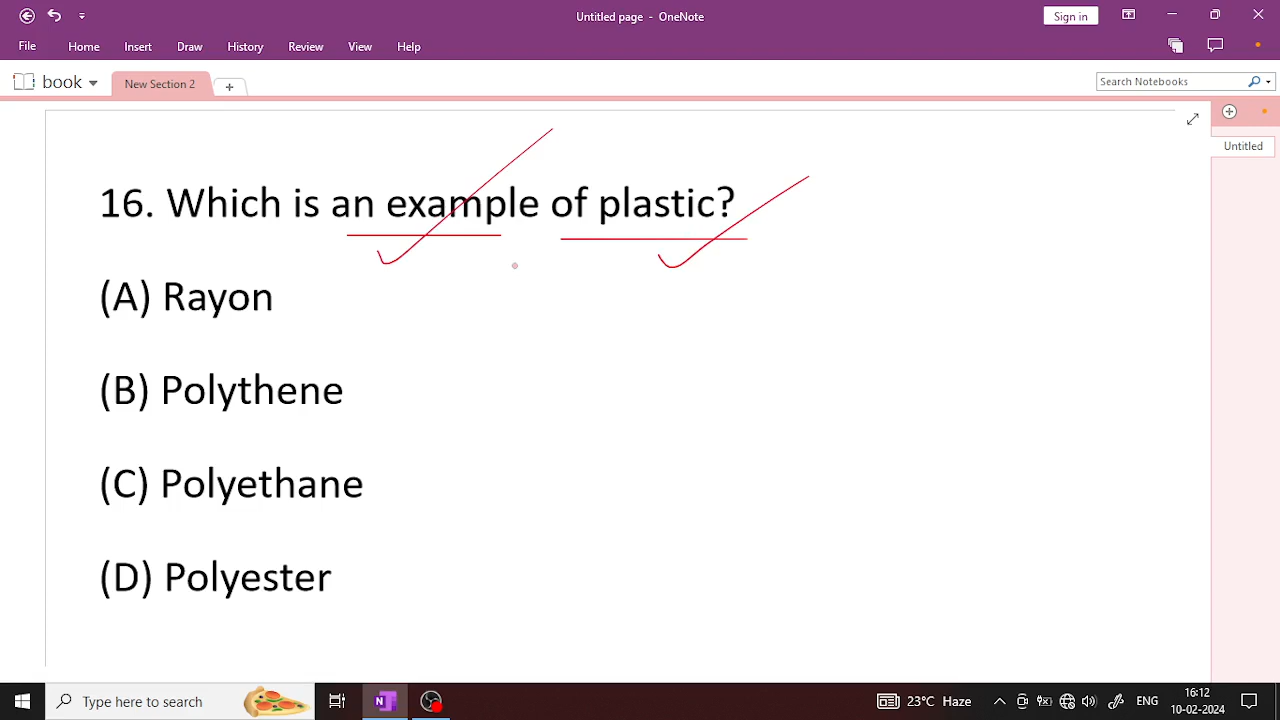 Untitled page - OneNote
Sign in
File Home Insert Draw History Review View Help
book New Section 2 +
Search Notebooks
Untitled
16. Which is an example of plastic?
(A) Rayon
(B) Polythene
(C) Polyethane
(D) Polyester
Type here to search
23°C Haze
ENG
16:12
10-02-2024